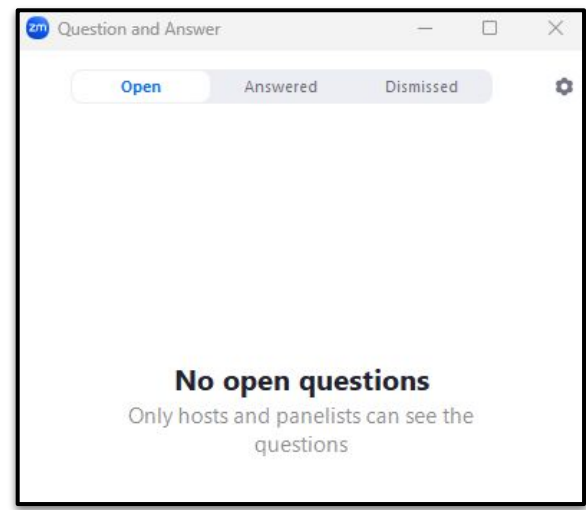 zm Question and Answer
Open Answered Dismissed
No open questions
Only hosts and panelists can see the
questions